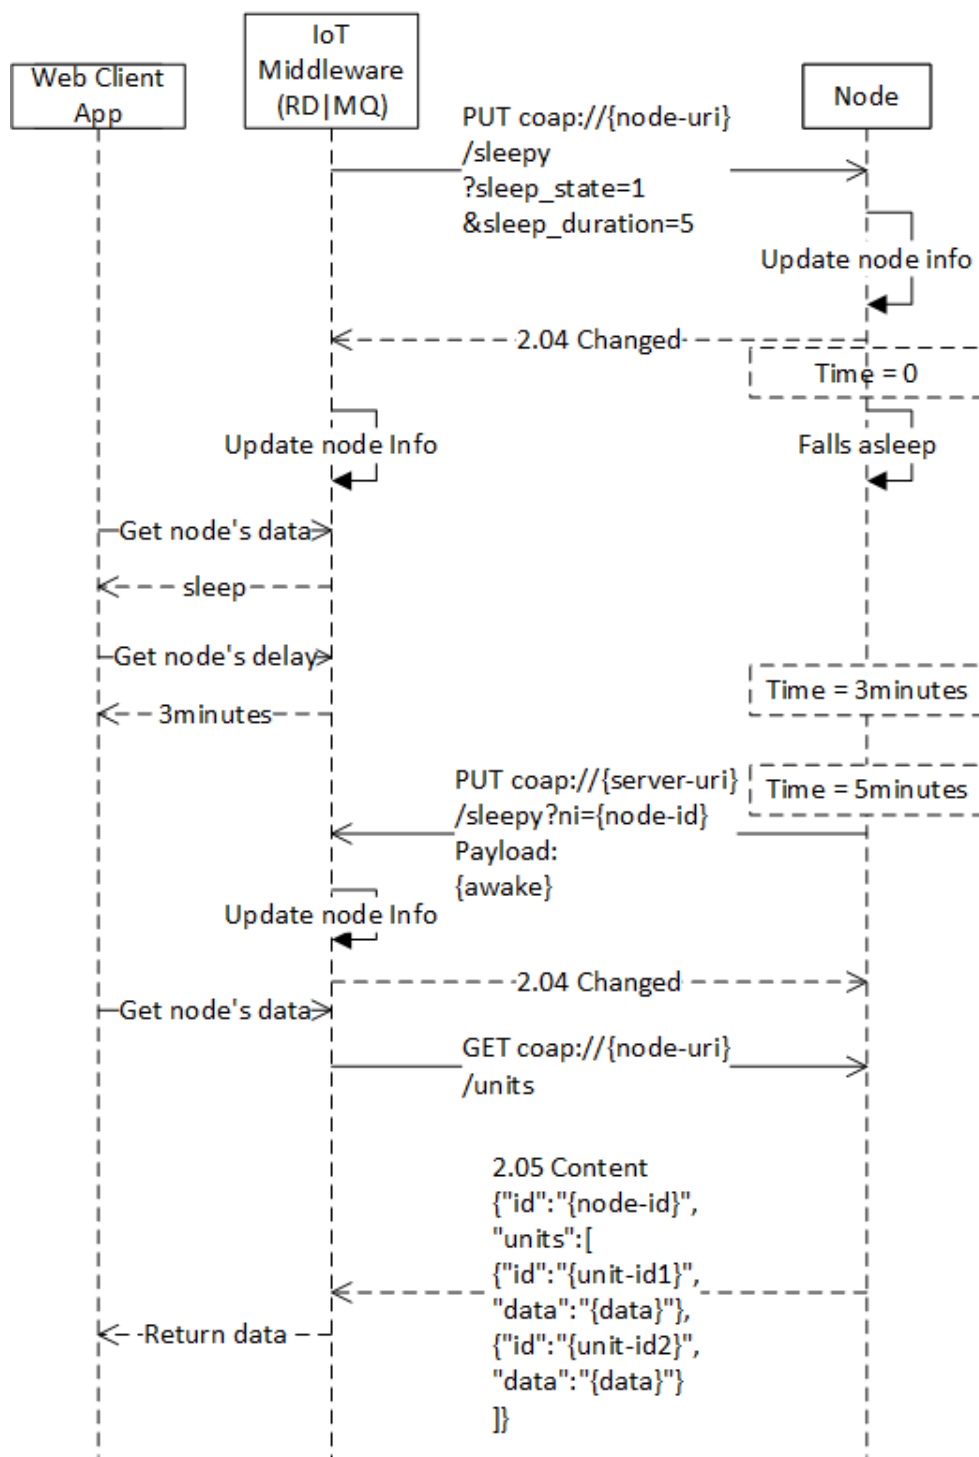 IoT
Middleware
(RD|MQ)
Web Client
App
Node
PUT coap://{node-uri}
/sleepy
?sleep_state=1
&sleep_duration=5
Update node info
2.04 Changed
Time = 0
Update node Info
Falls asleep
Get node's data
sleep
Get node's delay
Time = 3minutes
3minutes
PUT coap://{server-uri}
/sleepy?ni={node-id}
Payload:
{awake}
Time = 5minutes
Update node Info
2.04 Changed
Get node's data
GET coap://{node-uri}
/units
2.05 Content
{"id":"{node-id}",
"units":[
{"id":"{unit-id1}",
"data":"{data}"},
{"id":"{unit-id2}",
"data":"{data}"}
]}
Return data